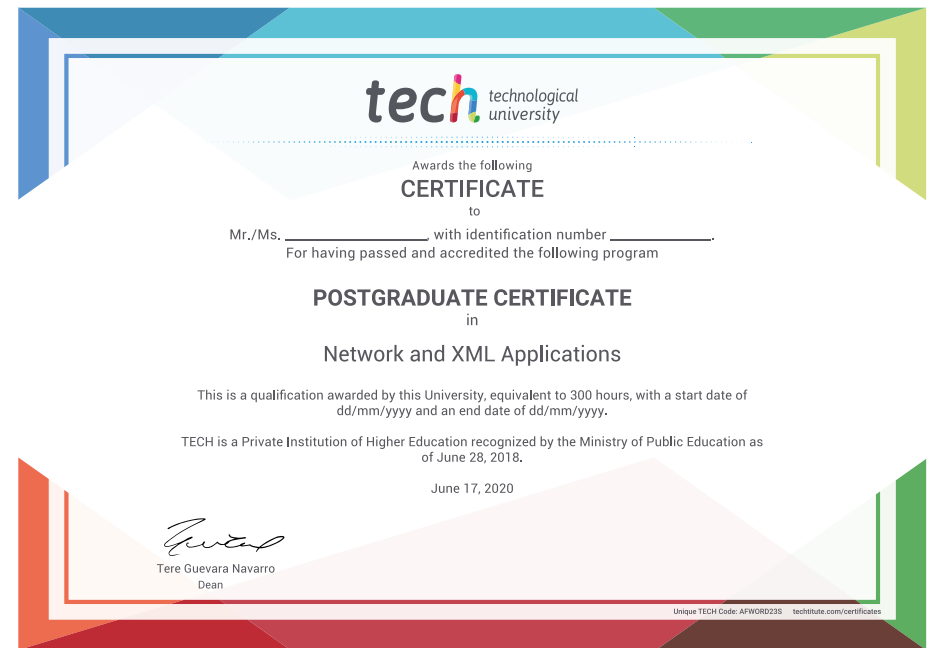 tech technological
university
Awards the following
CERTIFICATE
to
Mr./Ms. ____________________, with identification number ______________.
For having passed and accredited the following program
POSTGRADUATE CERTIFICATE
in
Network and XML Applications
This is a qualification awarded by this University, equivalent to 300 hours, with a start date of
dd/mm/yyyy and an end date of dd/mm/yyyy.
TECH is a Private Institution of Higher Education recognized by the Ministry of Public Education as
of June 28, 2018.
June 17, 2020
Tere Guevara Navarro
Dean
Unique TECH Code: AFWORD23S techtitute.com/certificates